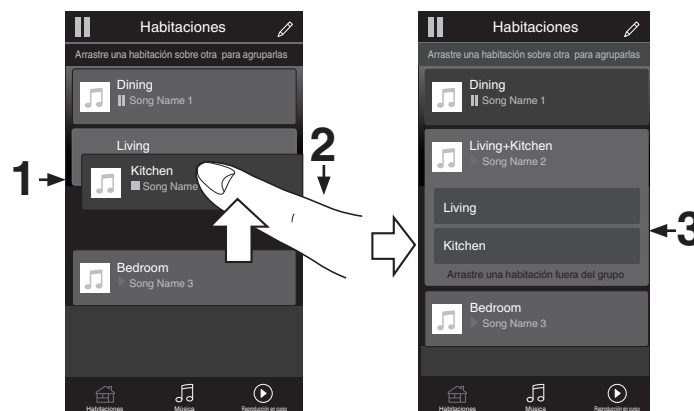 Habitaciones
Arrastre una habitación sobre otra para agruparlas
Dining
Song Name 1
Living
Kitchen
Song Name
Bedroom
Song Name 3
Habitaciones
Música
Reproducción en curso
1
2
Habitaciones
Arrastre una habitación sobre otra para agruparlas
Dining
Song Name 1
Living+Kitchen
Song Name 2
Living
Kitchen
Arrastre una habitación fuera del grupo
Bedroom
Song Name 3
Habitaciones
Música
Reproducción en curso
3